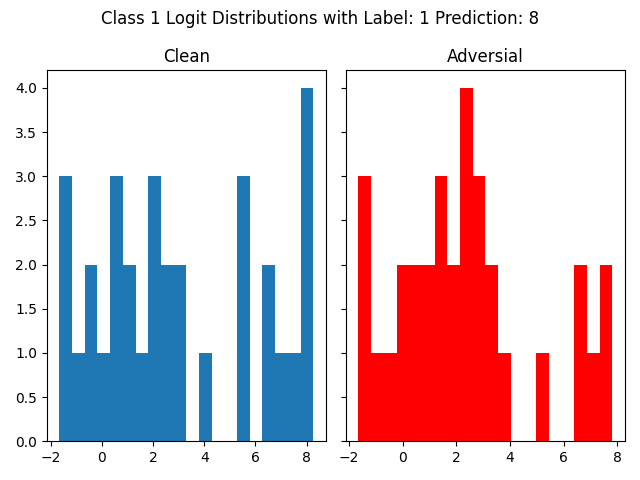 Class 1 Logit Distributions with Label: 1 Prediction: 8
Clean
Adversial
4.0
3.5
3.0
2.5
2.0
1.5
1.0
0.5
0.0
−2 0 2 4 6 8
−2 0 2 4 6 8